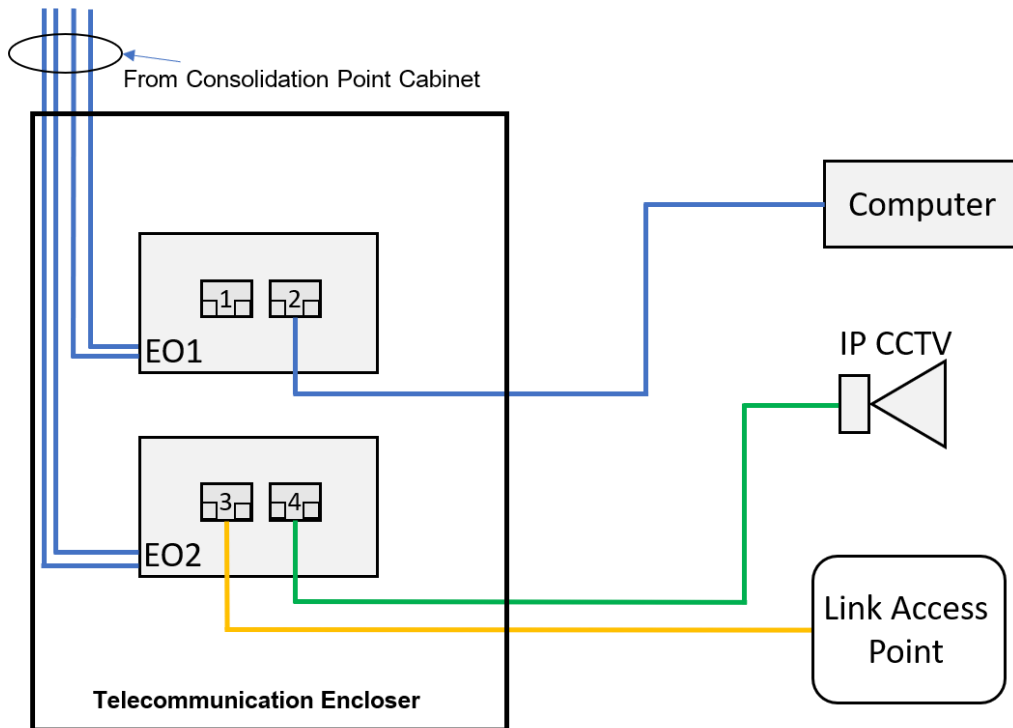 From Consolidation Point Cabinet
Computer
1
2
EO1
IP CCTV
3
4
EO2
Link Access
Point
Telecommunication Encloser